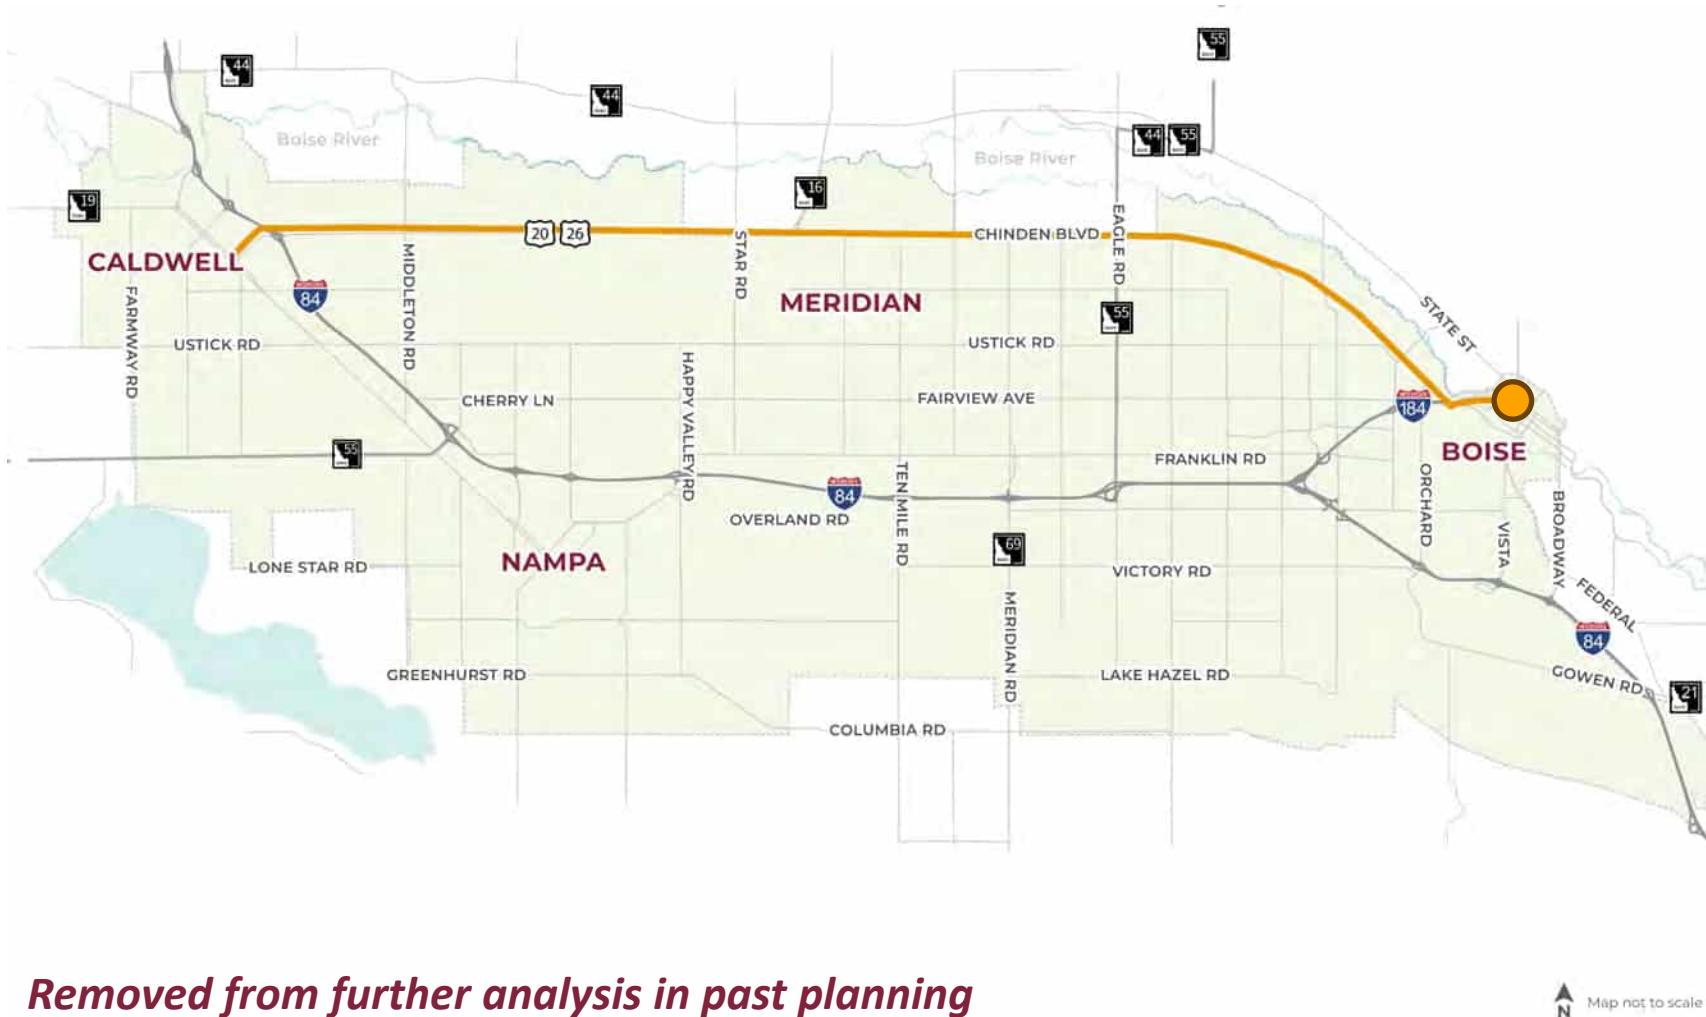 55
44
44
44 55
Boise River
Boise River
19
16
20 26
CHINDEN BLVD
EAGLE RD
STAR RD
MIDDLETON RD
CALDWELL
FARMWAY RD
INTERSTATE
84
MERIDIAN
55
STATE ST
USTICK RD
USTICK RD
HAPPY VALLEY RD
CHERRY LN
FAIRVIEW AVE
INTERSTATE
184
BOISE
55
FRANKLIN RD
INTERSTATE
84
TEN MILE RD
ORCHARD
OVERLAND RD
BROADWAY
VISTA
69
NAMPA
LONE STAR RD
VICTORY RD
FEDERAL
MERIDIAN RD
INTERSTATE
84
GREENHURST RD
LAKE HAZEL RD
GOWEN RD
21
COLUMBIA RD
Removed from further analysis in past planning
N
Map not to scale